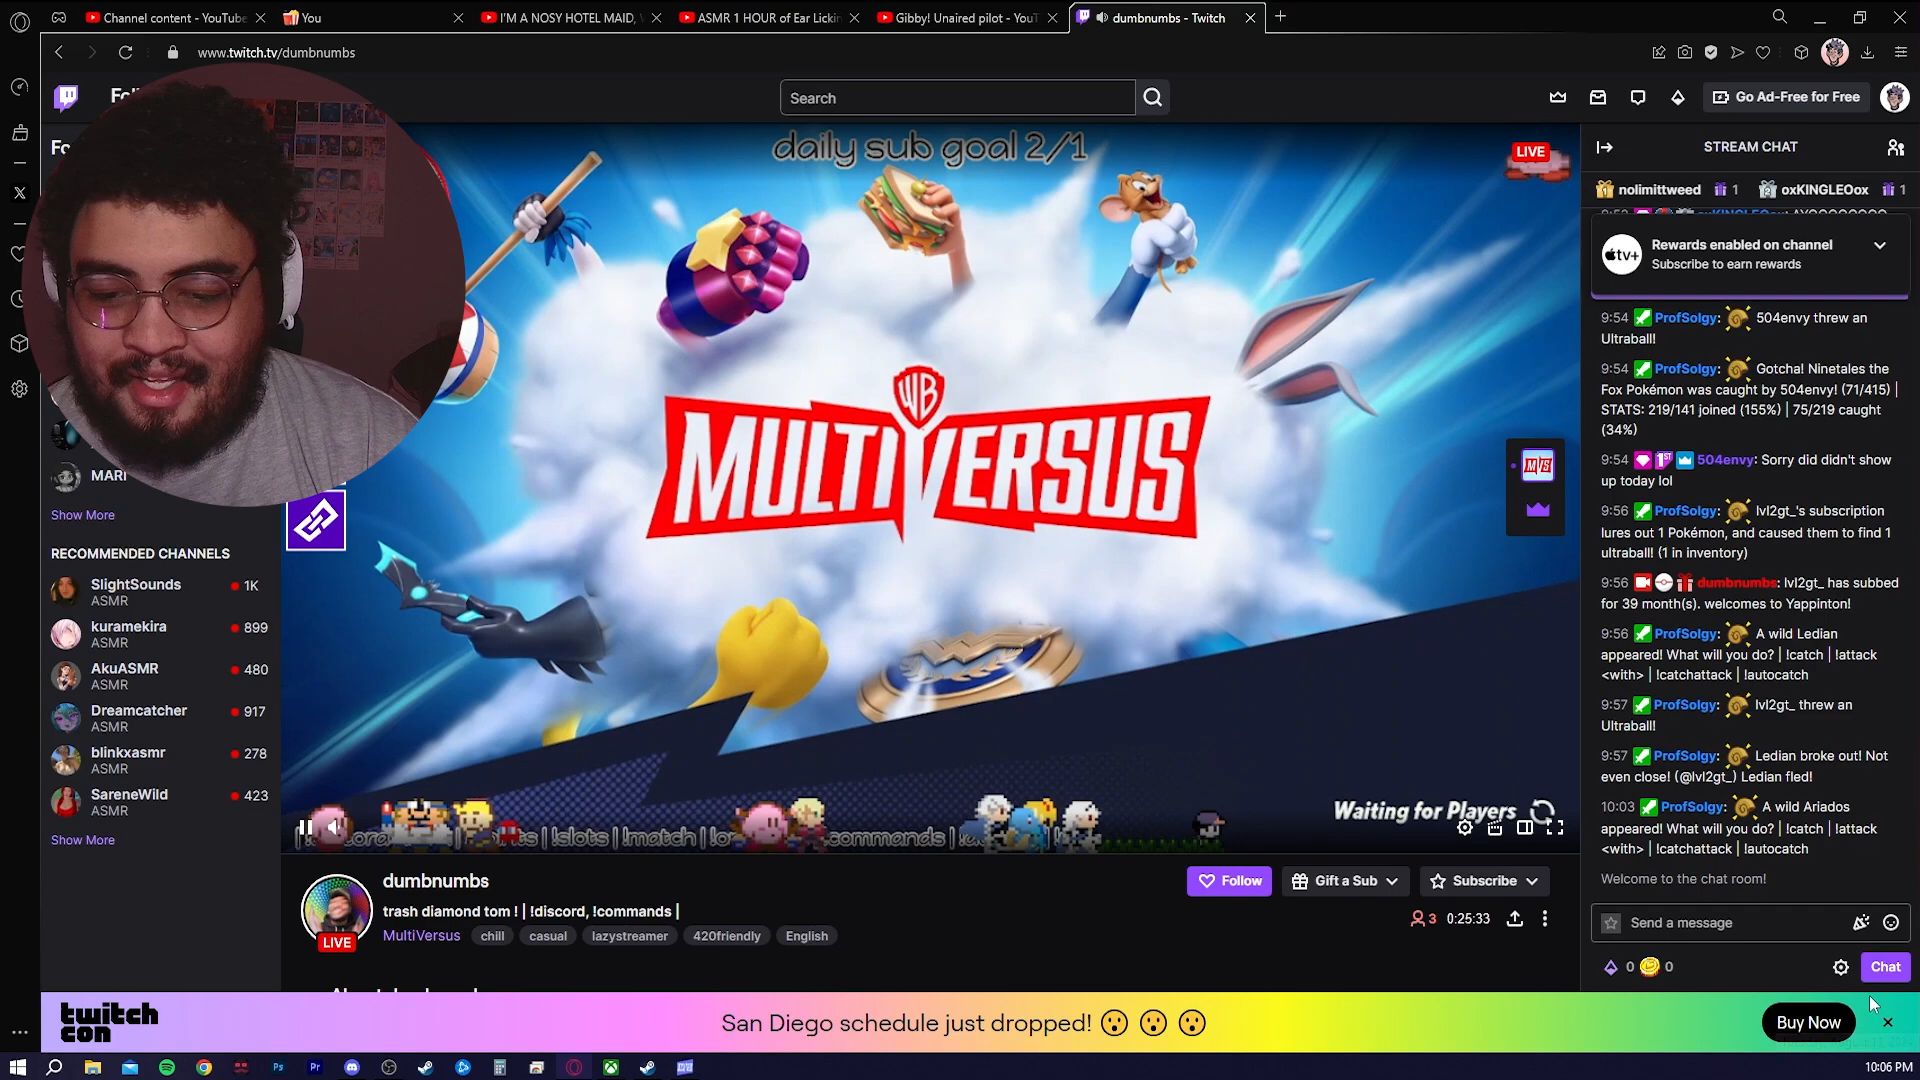 Channel content - YouTube
You
I'M A NOSY HOTEL MAID,
ASMR 1 HOUR of Ear Lickin
Gibby! Unaired pilot - YouT
dumbnumbs - Twitch
www.twitch.tv/dumbnumbs
Search
Go Ad-Free for Free
daily sub goal 2/1
LIVE
STREAM CHAT
nolimittweed 1
oxKINGLEOox 1
tv+
Rewards enabled on channel
Subscribe to earn rewards
9:54 ProfSolgy: 504envy threw an
Ultraball!
9:54 ProfSolgy: Gotcha! Ninetales the
Fox Pokémon was caught by 504envy! (71/415) |
STATS: 219/141 joined (155%) | 75/219 caught
(34%)
9:54 504envy: Sorry did didn't show
up today lol
9:56 ProfSolgy: lvl2gt_'s subscription
lures out 1 Pokémon, and caused them to find 1
ultraball! (1 in inventory)
9:56 dumbnumbs: lvl2gt_ has subbed
for 39 month(s). welcomes to Yappinton!
9:56 ProfSolgy: A wild Ledian
appeared! What will you do? | !catch | !attack
<with> | !catchattack | !autocatch
9:57 ProfSolgy: lvl2gt_ threw an
Ultraball!
9:57 ProfSolgy: Ledian broke out! Not
even close! (@lvl2gt_) Ledian fled!
10:03 ProfSolgy: A wild Ariados
appeared! What will you do? | !catch | !attack
<with> | !catchattack | !autocatch
Welcome to the chat room!
Send a message
0 0
Chat
MARI
Show More
RECOMMENDED CHANNELS
SlightSounds 1K
ASMR
kuramekira 899
ASMR
AkuASMR 480
ASMR
Dreamcatcher 917
ASMR
blinkxasmr 278
ASMR
SareneWild 423
ASMR
Show More
WB
MULTIVERSUS
MVS
Waiting for Players
| !slots | !match |
commands |
dumbnumbs
trash diamond tom ! | !discord, !commands |
MultiVersus chill casual lazystreamer 420friendly English
LIVE
Follow
Gift a Sub
Subscribe
3 0:25:33
twitch
con
San Diego schedule just dropped!
Buy Now
Ps
Pr
10:06 PM